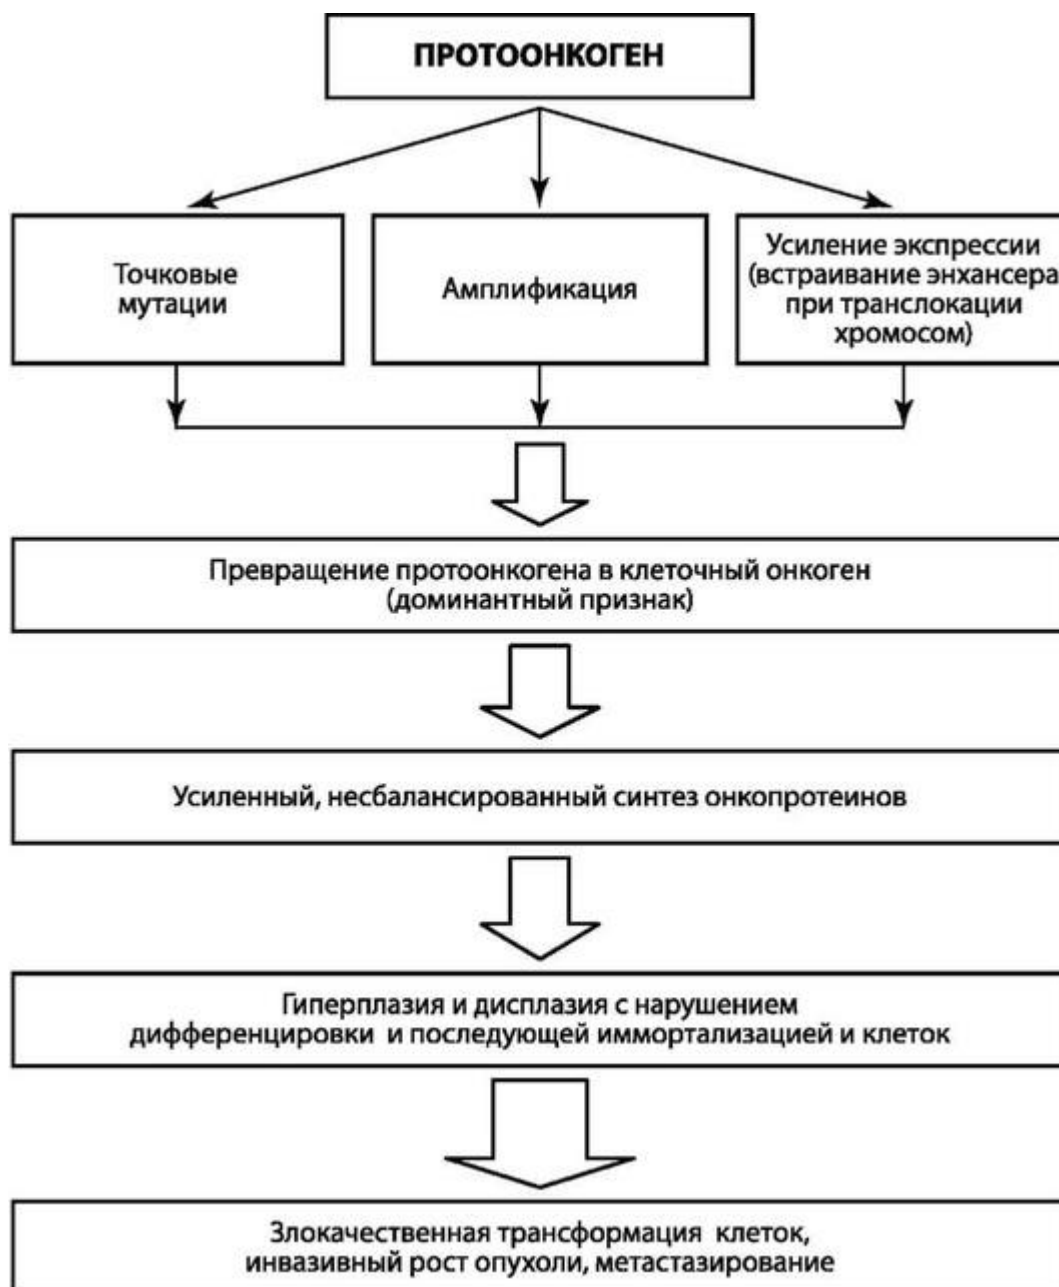 ПРОТООНКОГЕН
Точковые
мутации
Амплификация
Усиление экспрессии
(встраивание энхансера
при транслокации
хромосом)
Превращение протоонкогена в клеточный онкоген
(доминантный признак)
Усиленный, несбалансированный синтез онкопротеинов
Гиперплазия и дисплазия с нарушением
дифференцировки и последующей иммортализацией и клеток
Злокачественная трансформация клеток,
инвазивный рост опухоли, метастазирование